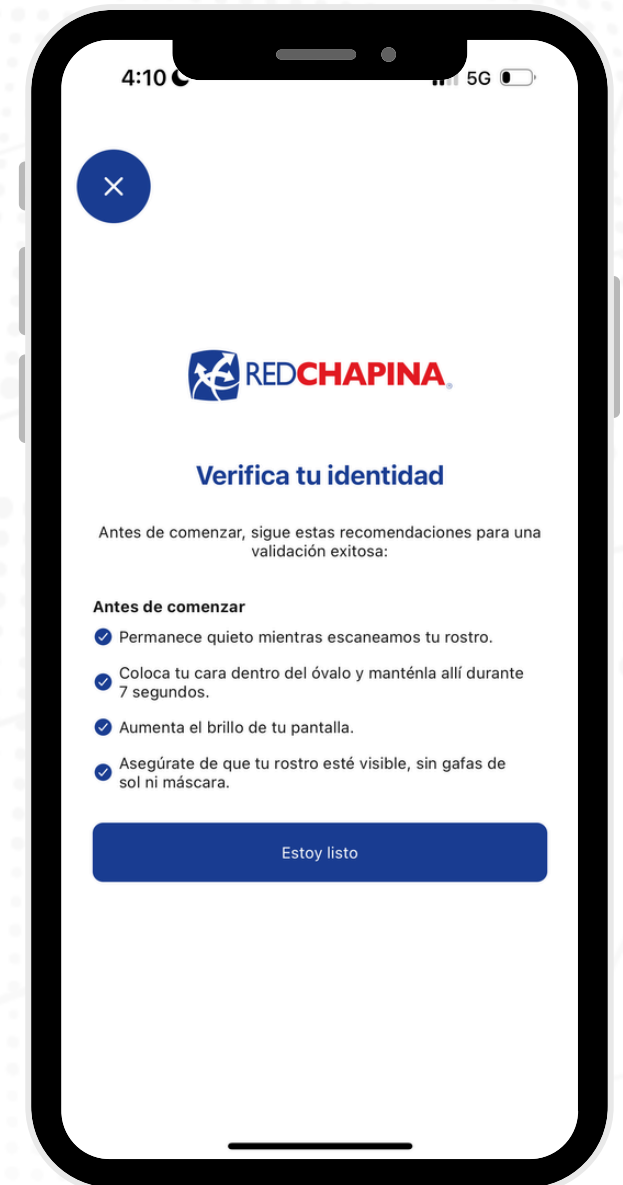 4:10
5G
REDCHAPINA®
Verifica tu identidad
Antes de comenzar, sigue estas recomendaciones para una
validación exitosa:
Antes de comenzar
Permanece quieto mientras escaneamos tu rostro.
Coloca tu cara dentro del óvalo y manténla allí durante
7 segundos.
Aumenta el brillo de tu pantalla.
Asegúrate de que tu rostro esté visible, sin gafas de
sol ni máscara.
Estoy listo